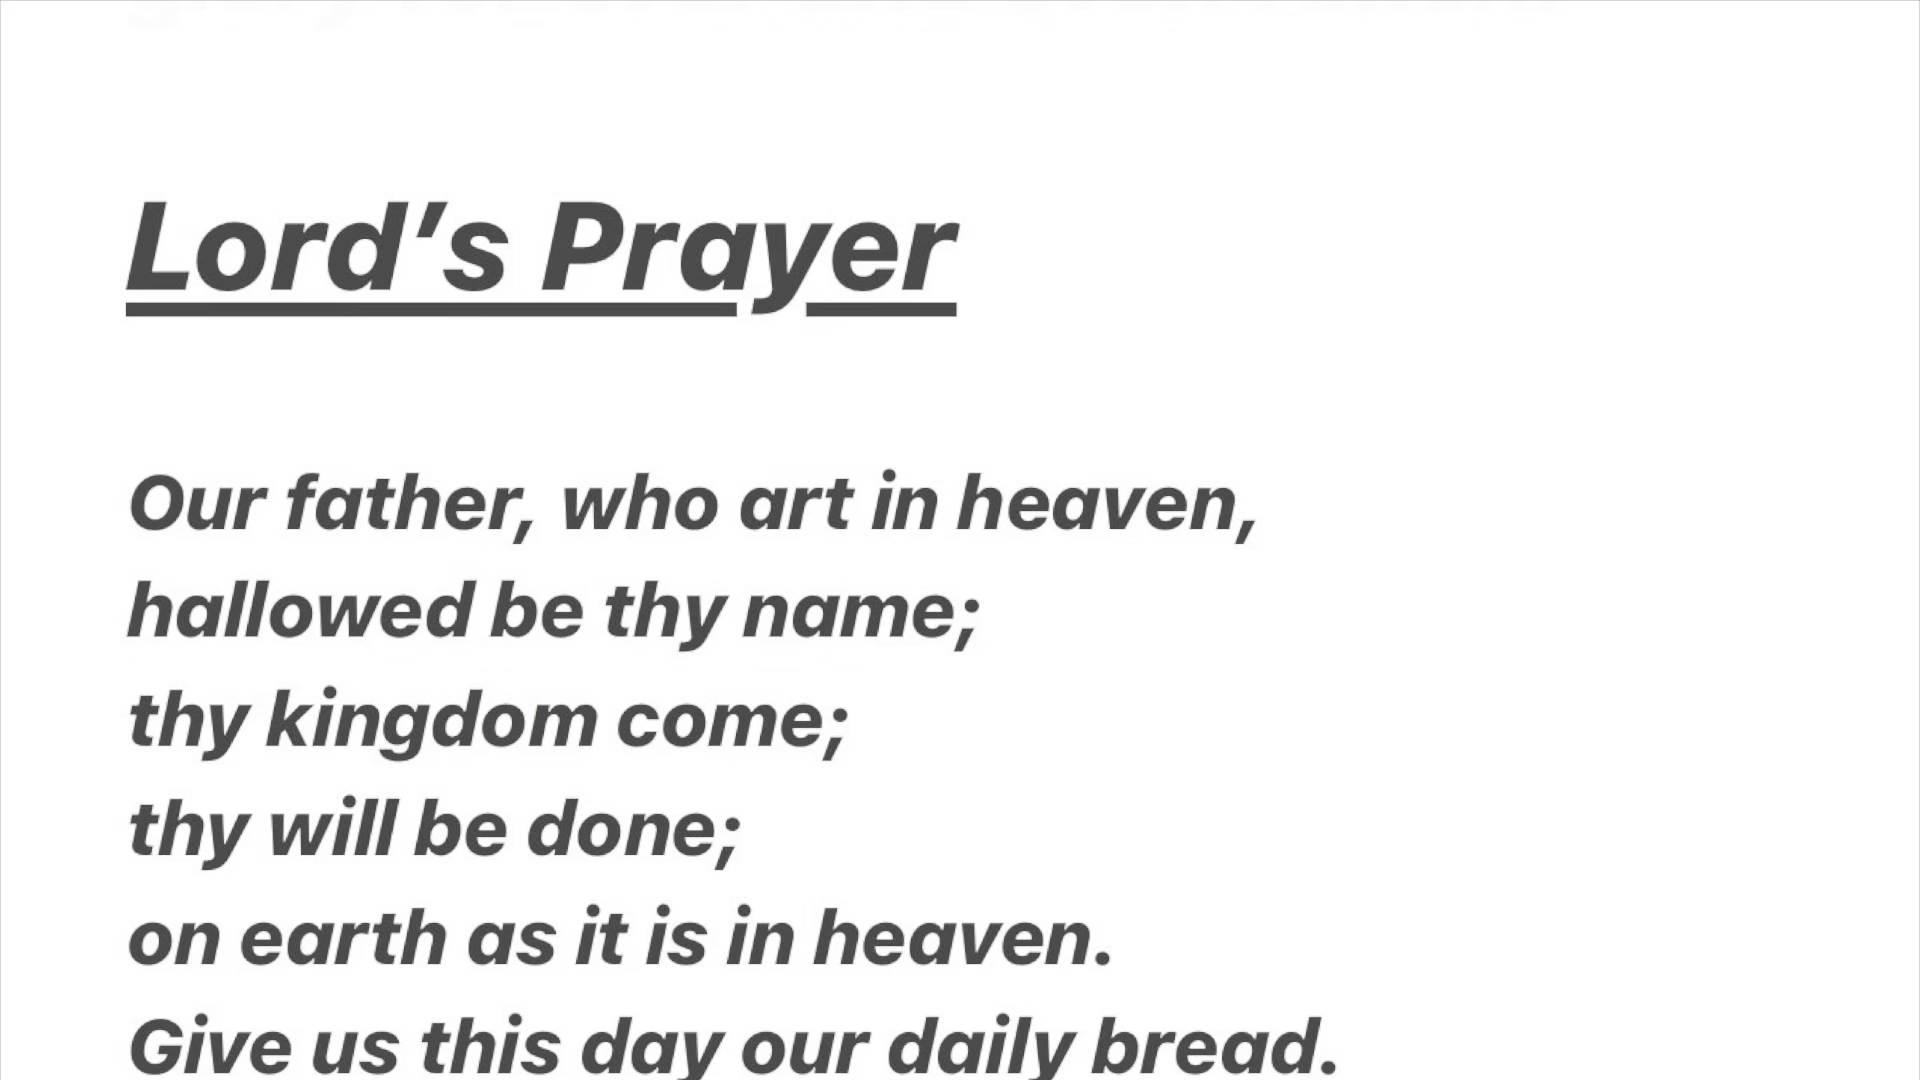 Lord’s Prayer
Our father, who art in heaven,
hallowed be thy name;
thy kingdom come;
thy will be done;
on earth as it is in heaven.
Give us this day our daily bread.